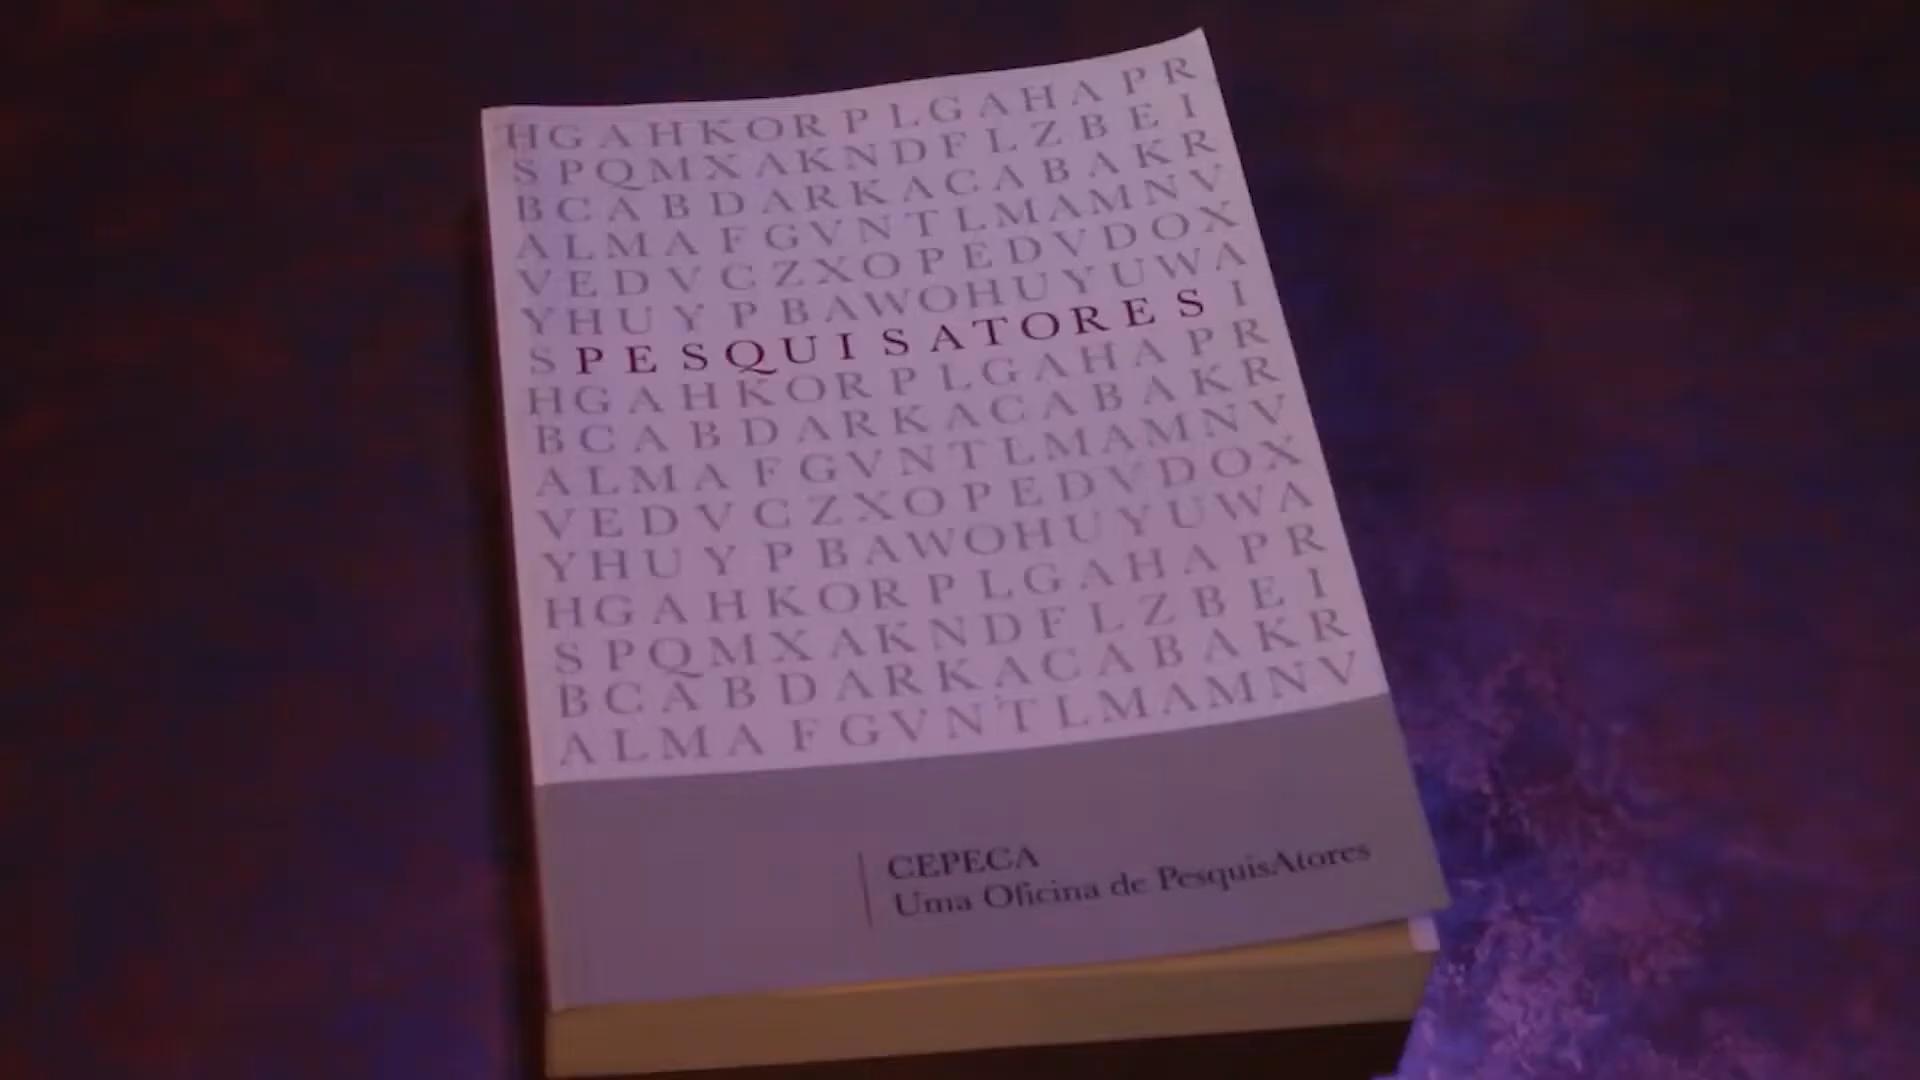 HGAHKORPLGAHAPR
SPQMXAKNDFLZBEI
BCABDARKACABAKR
ALMAFGVNTLMAMNV
VEDVCZXOPEDVDOX
YHUYPBAWOHUYUWA
SPESQUISATORESI
HGAHKORPLGAHAPR
BCABDARKACABAKR
ALMAFGVNTLMAMNV
VEDVCZXOPEDVDOX
YHUYPBAWOHUYUWA
HGAHKORPLGAHAPR
SPQMXAKNDFLZBEI
BCABDARKACABAKR
ALMAFGVNTLMAMNV
CEPECA
Uma Oficina de PesquisAtores